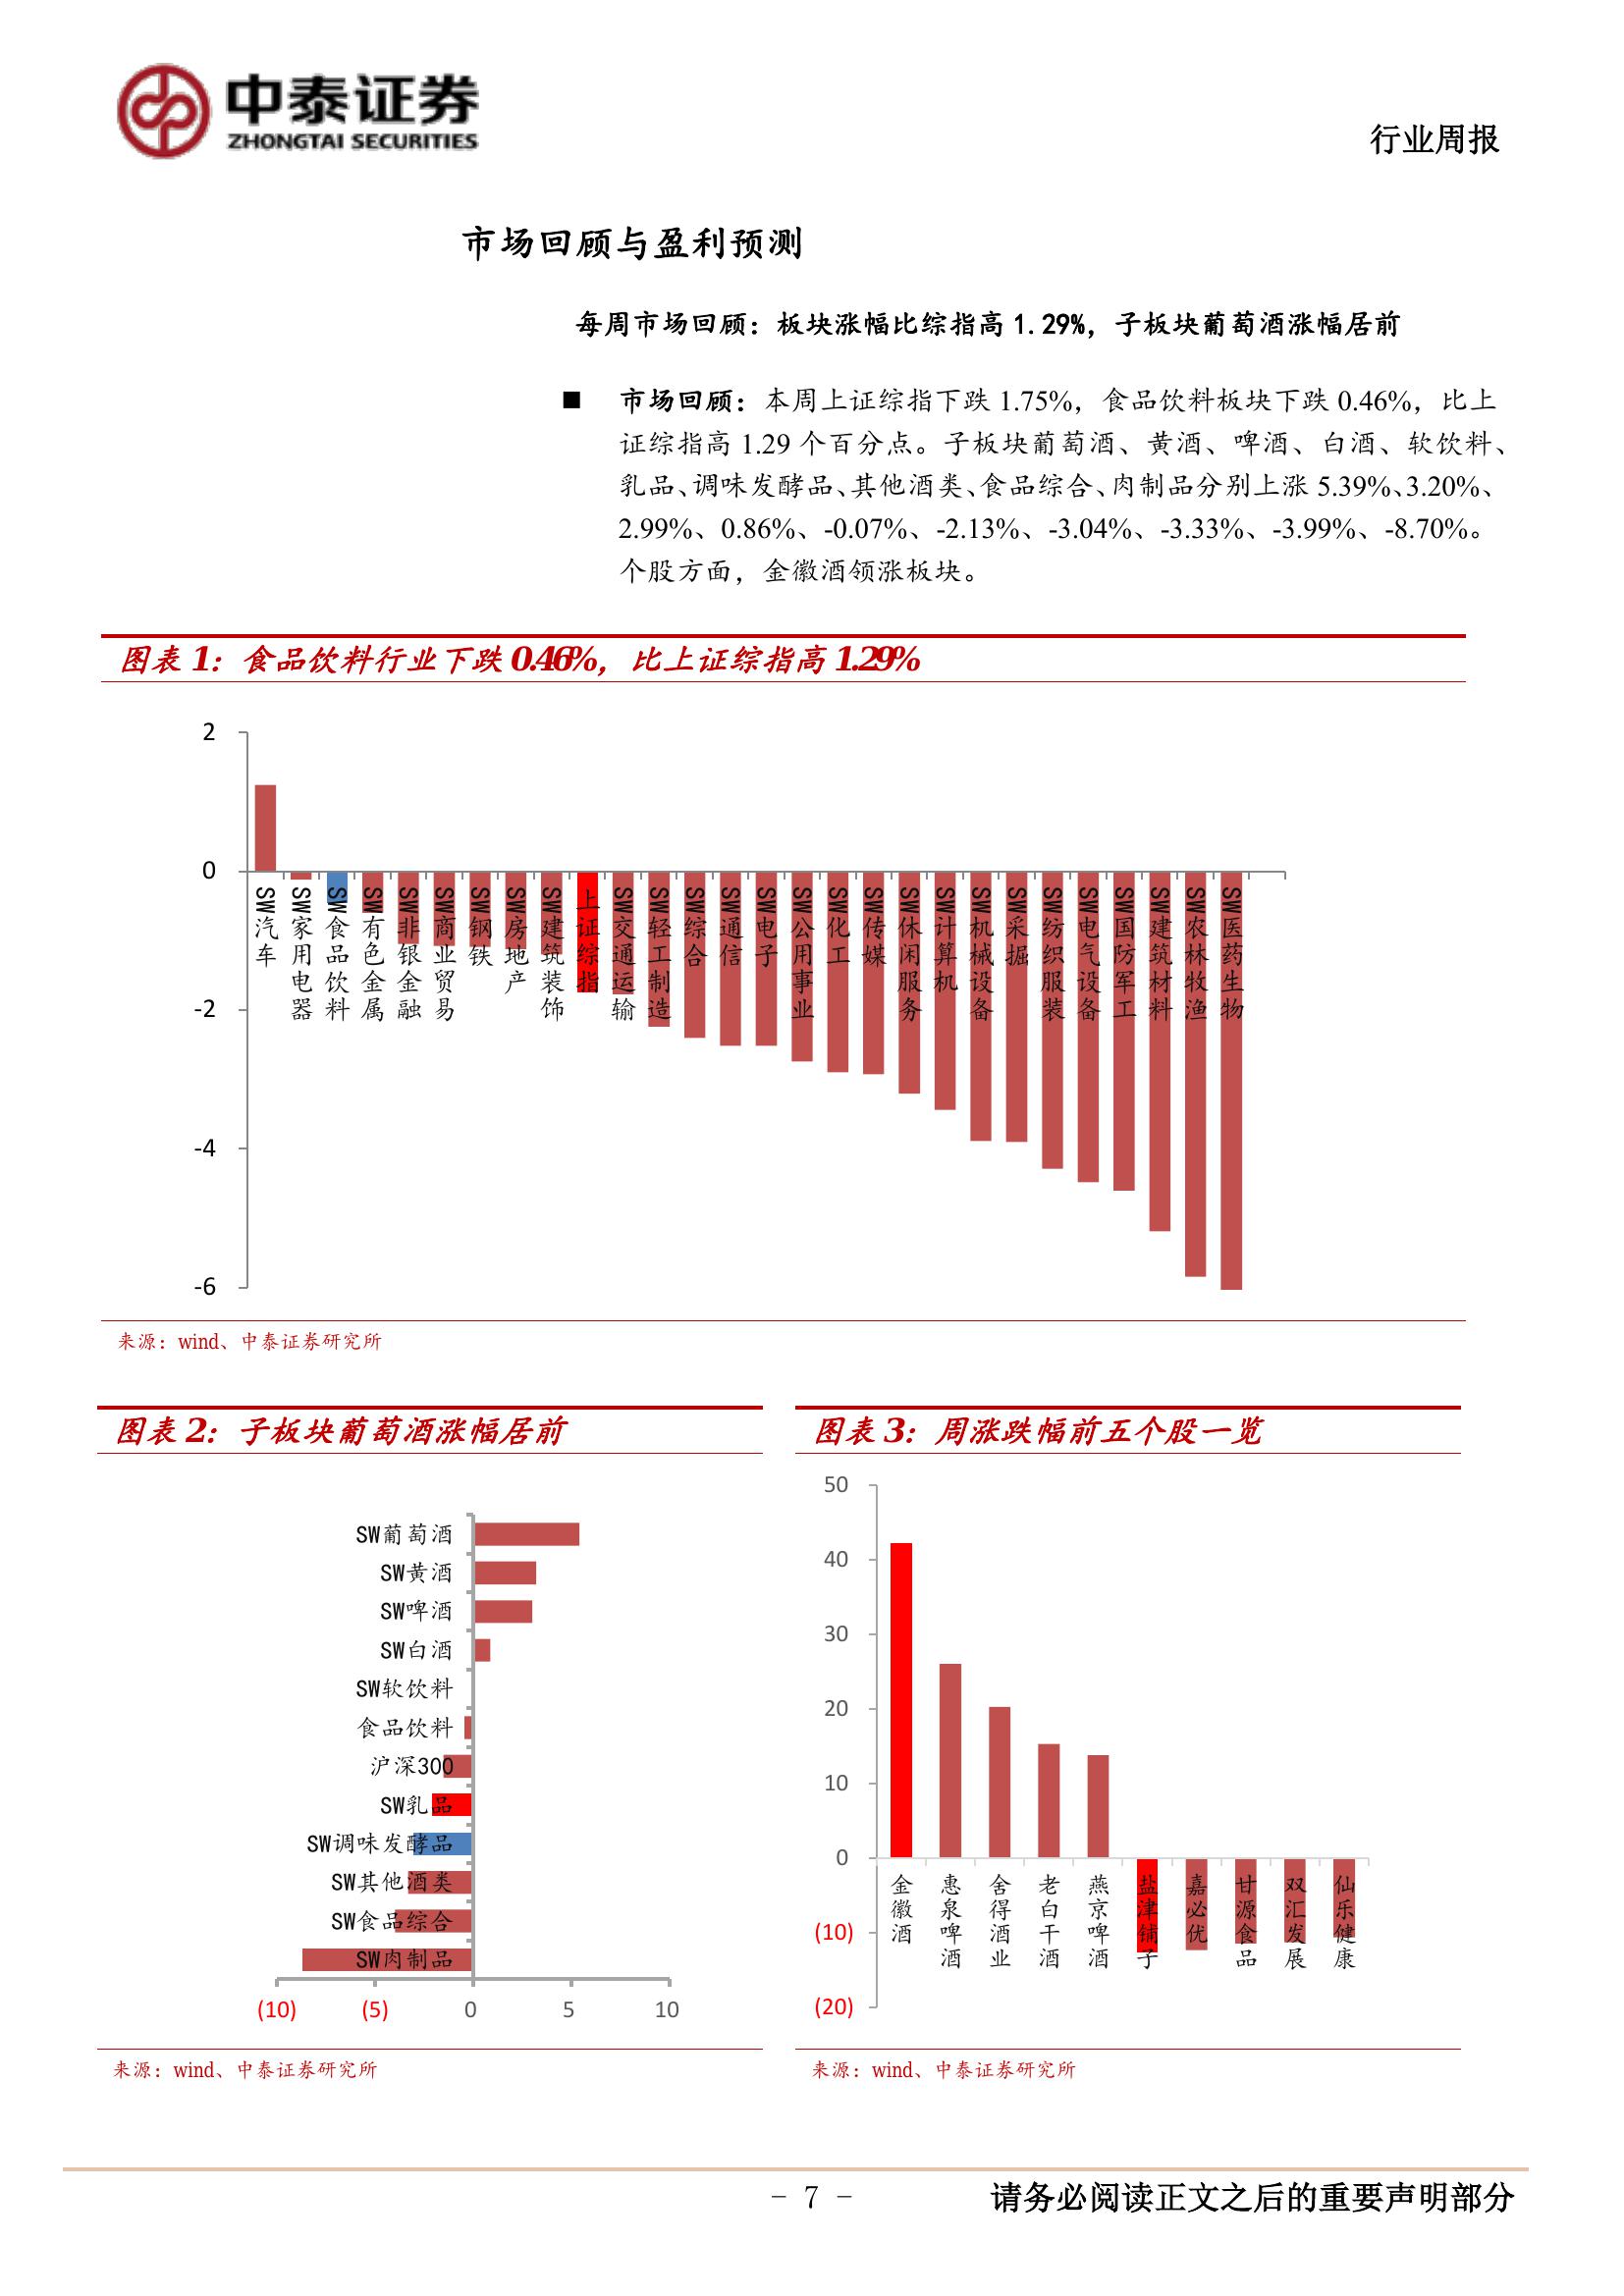 中泰证券
ZHONGTAI SECURITIES
行业周报
市场回顾与盈利预测
每周市场回顾：板块涨幅比综指高 1.29%，子板块葡萄酒涨幅居前
■ 市场回顾：本周上证综指下跌 1.75%，食品饮料板块下跌 0.46%，比上
证综指高 1.29 个百分点。子板块葡萄酒、黄酒、啤酒、白酒、软饮料、
乳品、调味发酵品、其他酒类、食品综合、肉制品分别上涨 5.39%、3.20%、
2.99%、0.86%、-0.07%、-2.13%、-3.04%、-3.33%、-3.99%、-8.70%。
个股方面，金徽酒领涨板块。
图表 1：食品饮料行业下跌 0.46%，比上证综指高 1.29%
2
0
-2
-4
-6
SW汽车
SW家用电器
SW食品饮料
SW有色金属
SW非银金融
SW商业贸易
SW钢铁
SW房地产
SW建筑装饰
上证综指
SW交通运输
SW轻工制造
SW综合
SW通信
SW电子
SW公用事业
SW化工
SW传媒
SW休闲服务
SW计算机
SW机械设备
SW采掘
SW纺织服装
SW电气设备
SW国防军工
SW建筑材料
SW农林牧渔
SW医药生物
来源：wind、中泰证券研究所
图表 2：子板块葡萄酒涨幅居前
SW葡萄酒
SW黄酒
SW啤酒
SW白酒
SW软饮料
食品饮料
沪深300
SW乳品
SW调味发酵品
SW其他酒类
SW食品综合
SW肉制品
(10) (5) 0 5 10
来源：wind、中泰证券研究所
图表 3：周涨跌幅前五个股一览
50
40
30
20
10
0
(10)
(20)
金徽酒
惠泉啤酒
舍得酒业
老白干酒
燕京啤酒
盐津铺子
嘉必优
甘源食品
双汇发展
仙乐健康
来源：wind、中泰证券研究所
- 7 -
请务必阅读正文之后的重要声明部分